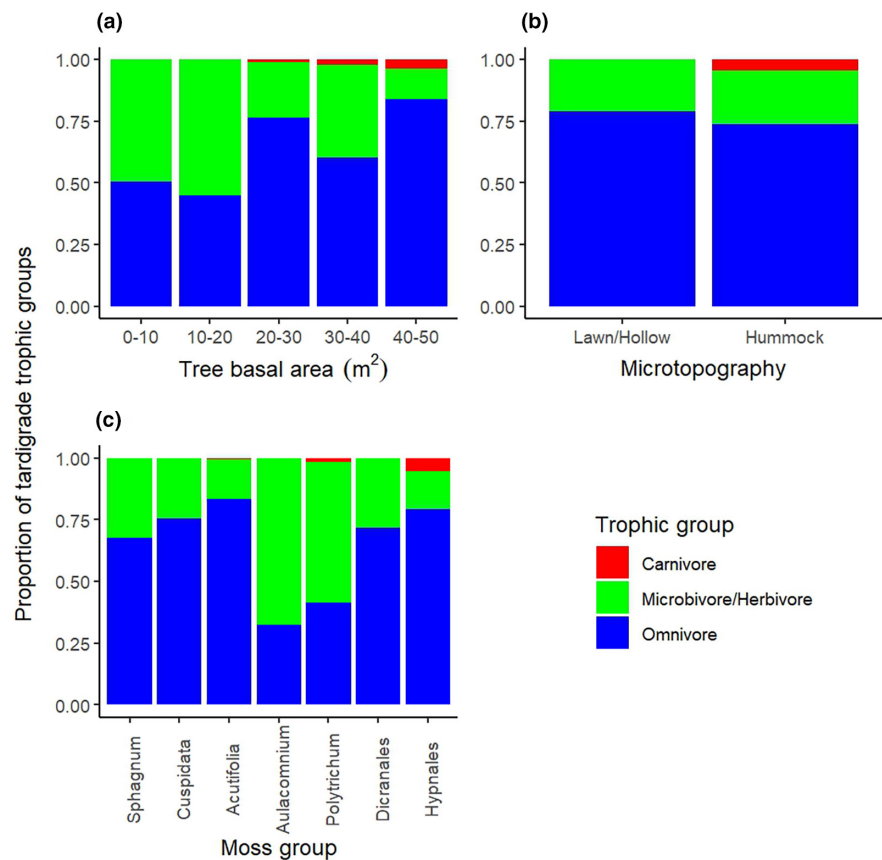 (a)
1.00
0.75
0.50
0.25
0.00
0-10 10-20 20-30 30-40 40-50
Tree basal area (m²)
(b)
1.00
0.75
0.50
0.25
0.00
Lawn/Hollow Hummock
Microtopography
Proportion of tardigrade trophic groups
(c)
1.00
0.75
0.50
0.25
0.00
Sphagnum
Cuspidata
Acutifolia
Aulacomnium
Polytrichum
Dicranales
Hypnales
Moss group
Trophic group
Carnivore
Microbivore/Herbivore
Omnivore